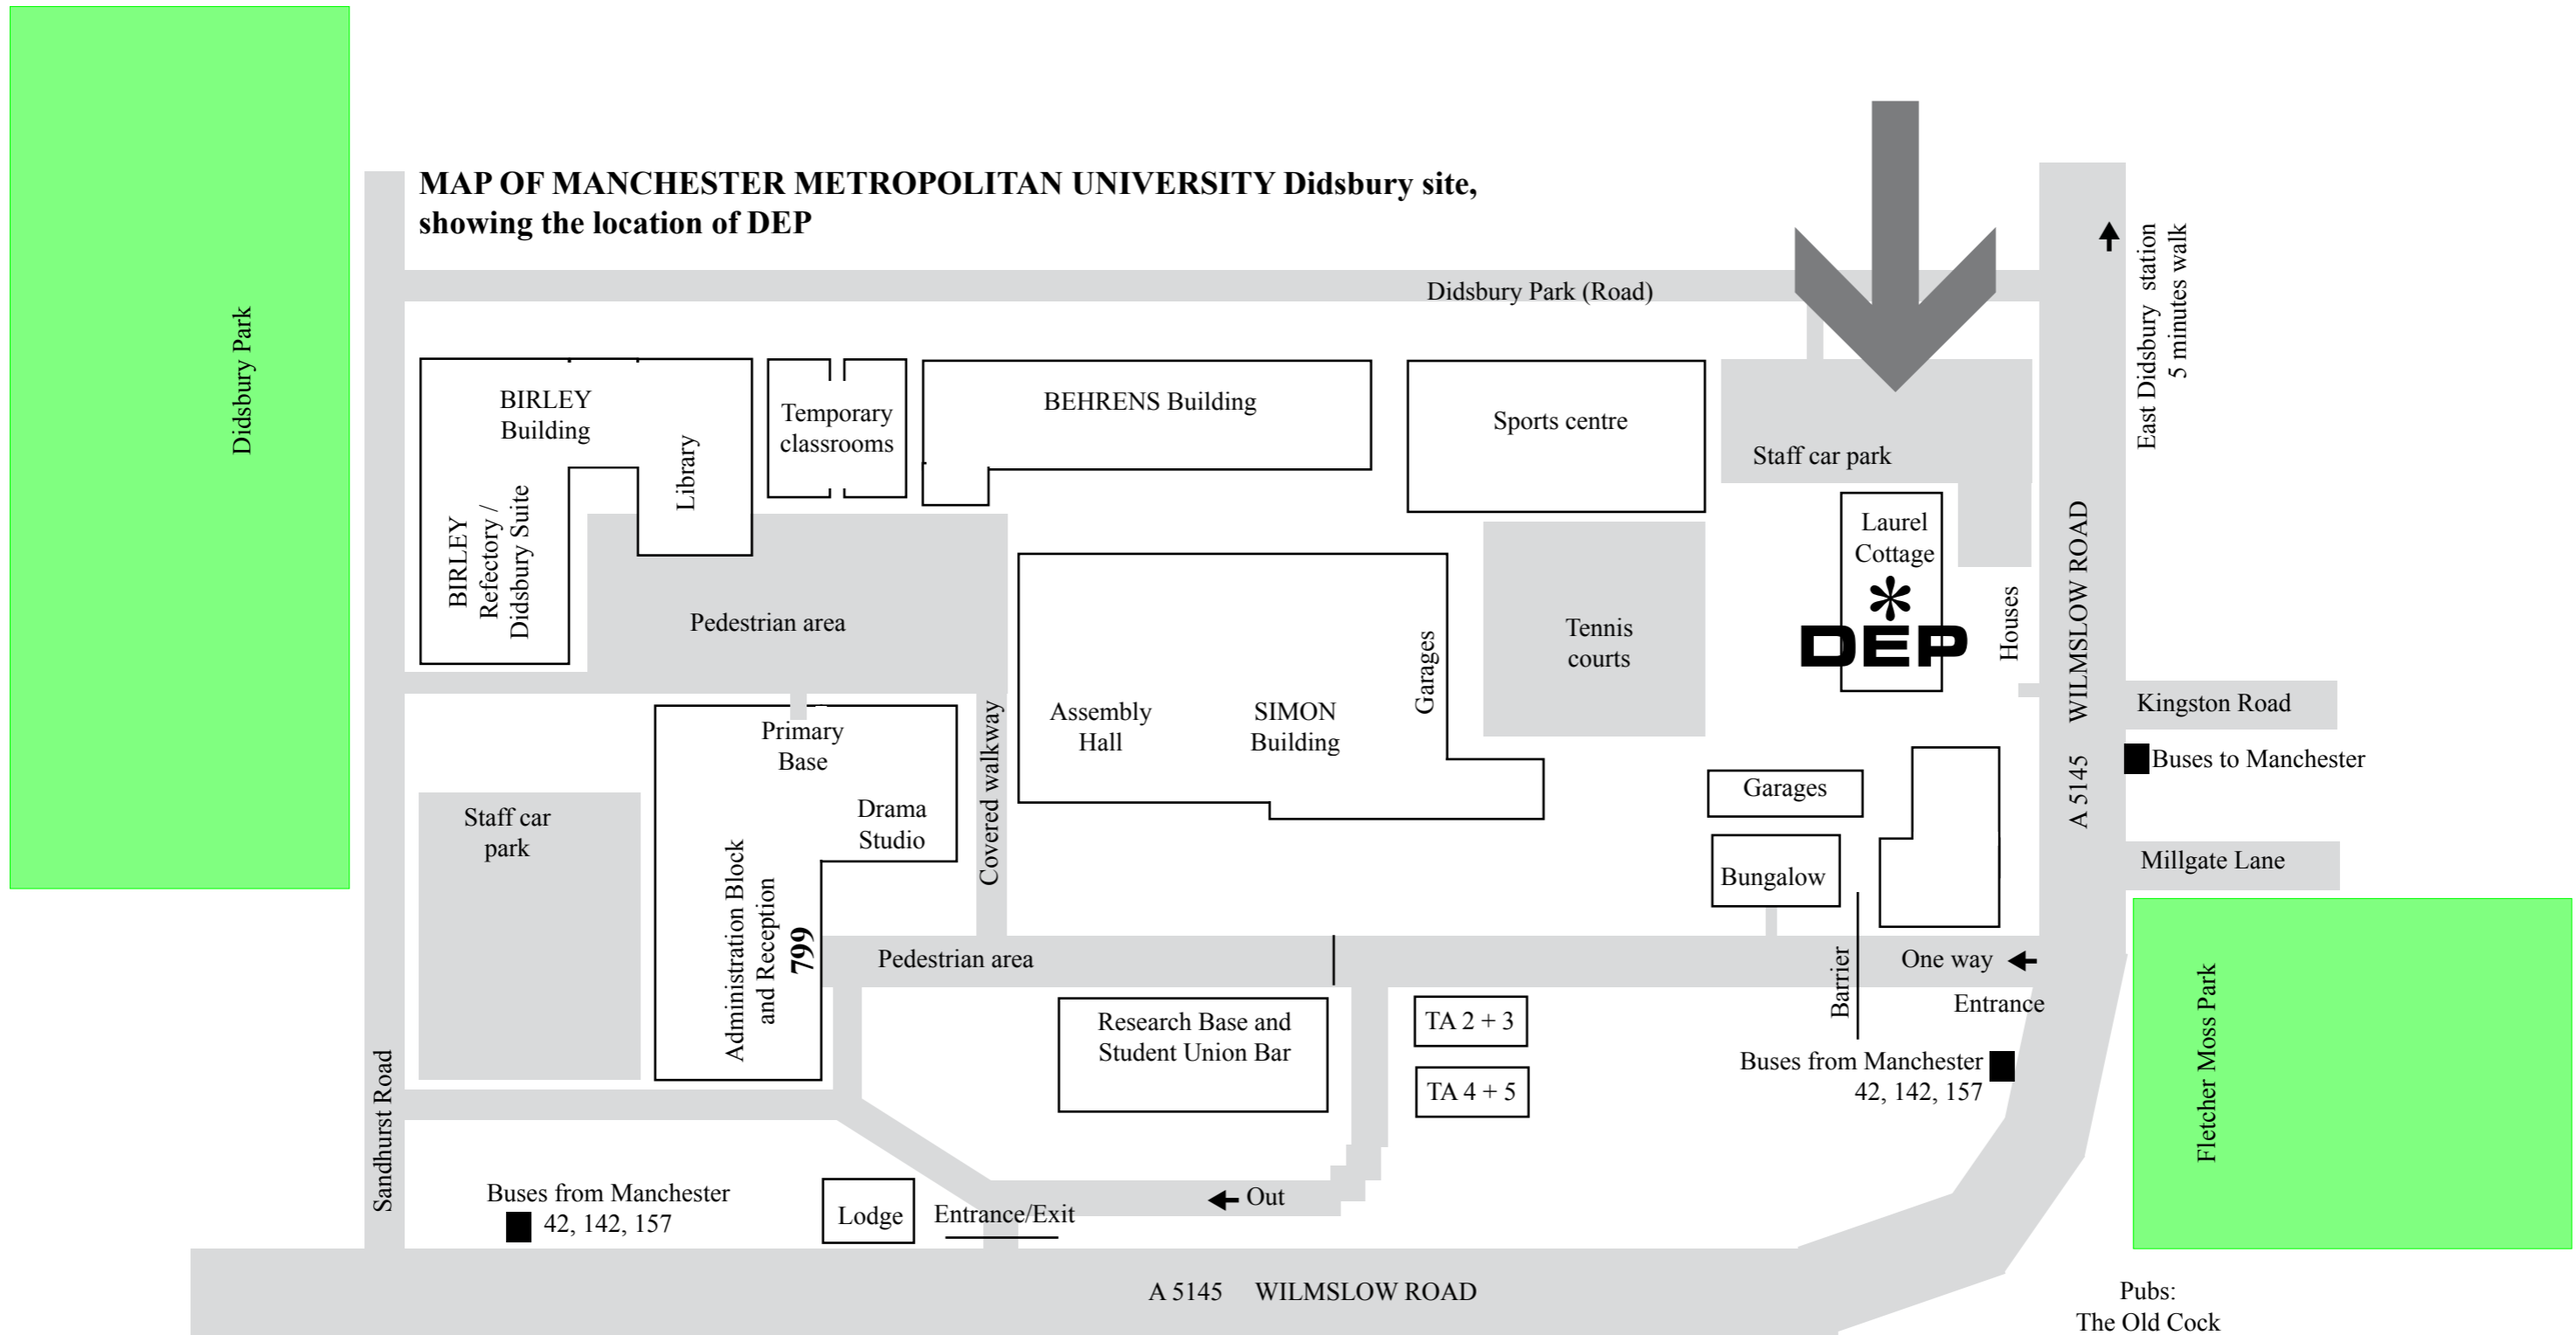 MAP OF MANCHESTER METROPOLITAN UNIVERSITY Didsbury site,
showing the location of DEP
Didsbury Park
Didsbury Park (Road)
East Didsbury station
5 minutes walk
BIRLEY
Building
Library
BIRLEY
Refectory /
Didsbury Suite
Temporary
classrooms
BEHRENS Building
Sports centre
Staff car park
Laurel
Cottage
*
DEP
Houses
A 5145 WILMSLOW ROAD
Pedestrian area
Tennis
courts
Garages
Assembly
Hall
SIMON
Building
Kingston Road
Buses to Manchester
Millgate Lane
Primary
Base
Drama
Studio
Covered walkway
Staff car
park
Administration Block
and Reception
799
Garages
Bungalow
Pedestrian area
Barrier
One way
Entrance
Fletcher Moss Park
Research Base and
Student Union Bar
TA 2 + 3
TA 4 + 5
Buses from Manchester
42, 142, 157
Sandhurst Road
Buses from Manchester
42, 142, 157
Lodge
Entrance/Exit
Out
A 5145 WILMSLOW ROAD
Pubs:
The Old Cock